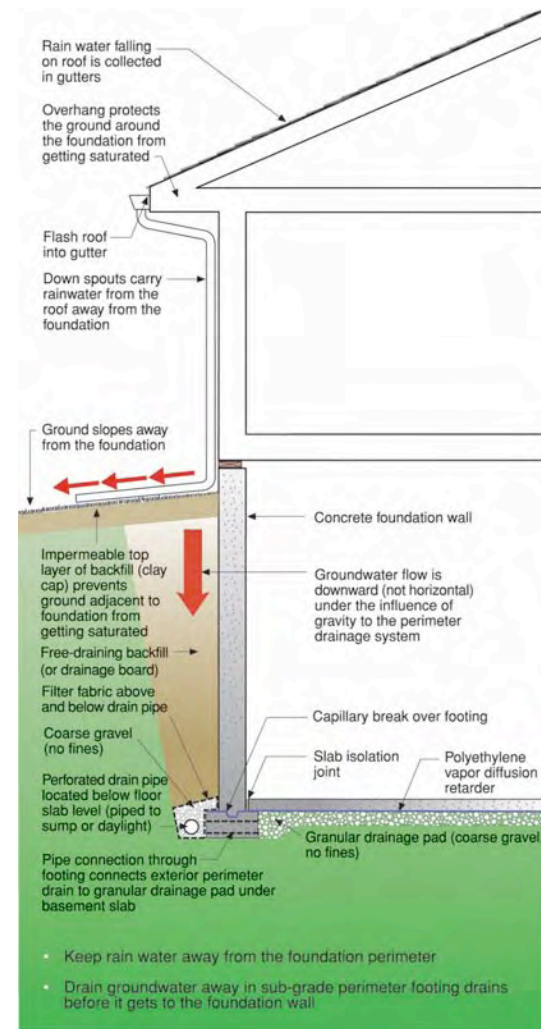 Rain water falling
on roof is collected
in gutters
Overhang protects
the ground around
the foundation from
getting saturated
Flash roof
into gutter
Down spouts carry
rainwater from the
roof away from the
foundation
Ground slopes away
from the foundation
Concrete foundation wall
Impermeable top
layer of backfill (clay
cap) prevents
ground adjacent to
foundation from
getting saturated
Groundwater flow is
downward (not horizontal)
under the influence of
gravity to the perimeter
drainage system
Free-draining backfill
(or drainage board)
Filter fabric above
and below drain pipe
Capillary break over footing
Coarse gravel
(no fines)
Slab isolation
joint
Polyethylene
vapor diffusion
retarder
Perforated drain pipe
located below floor
slab level (piped to
sump or daylight)
Granular drainage pad (coarse gravel,
no fines)
Pipe connection through
footing connects exterior perimeter
drain to granular drainage pad under
basement slab
• Keep rain water away from the foundation perimeter
• Drain groundwater away in sub-grade perimeter footing drains
before it gets to the foundation wall